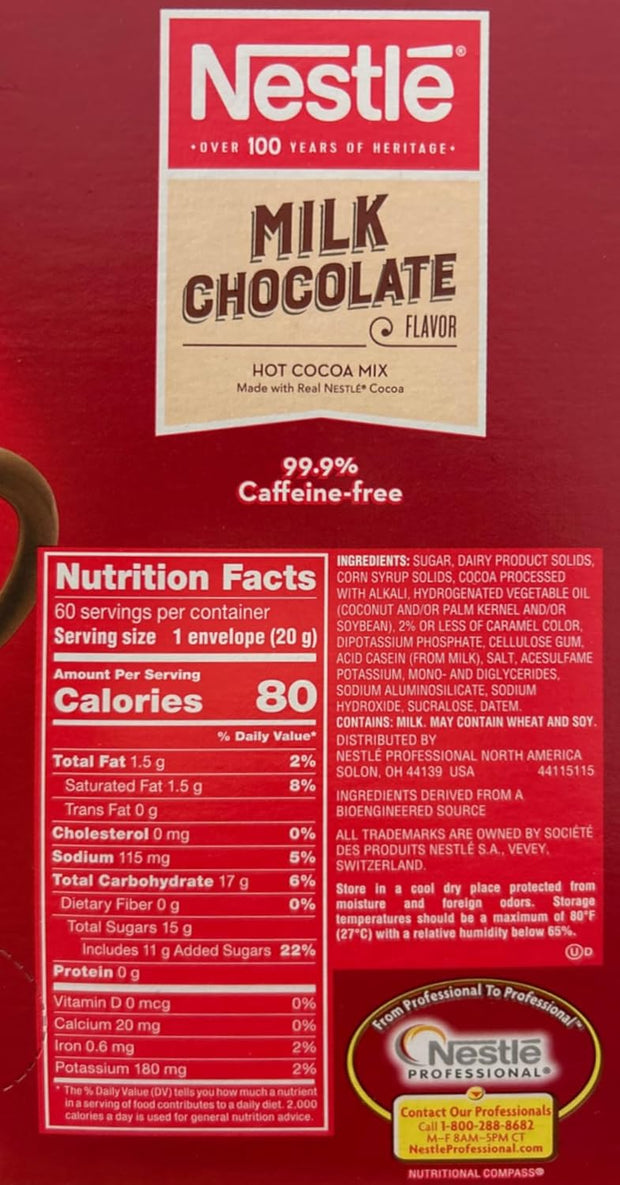 Nestlé®
•OVER 100 YEARS OF HERITAGE•
MILK
CHOCOLATE
FLAVOR
HOT COCOA MIX
Made with Real NESTLÉ® Cocoa
99.9%
Caffeine-free
Nutrition Facts
60 servings per container
Serving size 1 envelope (20 g)
Amount Per Serving
Calories 80
% Daily Value*
Total Fat 1.5 g 2%
Saturated Fat 1.5 g 8%
Trans Fat 0 g
Cholesterol 0 mg 0%
Sodium 115 mg 5%
Total Carbohydrate 17 g 6%
Dietary Fiber 0 g 0%
Total Sugars 15 g
Includes 11 g Added Sugars 22%
Protein 0 g
Vitamin D 0 mcg 0%
Calcium 20 mg 0%
Iron 0.6 mg 2%
Potassium 180 mg 2%
* The % Daily Value (DV) tells you how much a nutrient
in a serving of food contributes to a daily diet. 2,000
calories a day is used for general nutrition advice.
INGREDIENTS: SUGAR, DAIRY PRODUCT SOLIDS,
CORN SYRUP SOLIDS, COCOA PROCESSED
WITH ALKALI, HYDROGENATED VEGETABLE OIL
(COCONUT AND/OR PALM KERNEL AND/OR
SOYBEAN), 2% OR LESS OF CARAMEL COLOR,
DIPOTASSIUM PHOSPHATE, CELLULOSE GUM,
ACID CASEIN (FROM MILK), SALT, ACESULFAME
POTASSIUM, MONO- AND DIGLYCERIDES,
SODIUM ALUMINOSILICATE, SODIUM
HYDROXIDE, SUCRALOSE, DATEM.
CONTAINS: MILK. MAY CONTAIN WHEAT AND SOY.
DISTRIBUTED BY
NESTLÉ PROFESSIONAL NORTH AMERICA
SOLON, OH 44139 USA 44115115
INGREDIENTS DERIVED FROM A
BIOENGINEERED SOURCE
ALL TRADEMARKS ARE OWNED BY SOCIÉTÉ
DES PRODUITS NESTLÉ S.A., VEVEY,
SWITZERLAND.
Store in a cool dry place protected from
moisture and foreign odors. Storage
temperatures should be a maximum of 80°F
(27°C) with a relative humidity below 65%.
ⓊD
From Professional To Professional™
Nestlé
PROFESSIONAL®
Contact Our Professionals
Call 1-800-288-8682
M–F 8AM–5PM CT
NestleProfessional.com
NUTRITIONAL COMPASS®